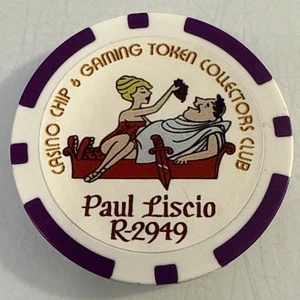 CASINO CHIP & GAMING TOKEN COLLECTORS CLUB
Paul Liscio
R-2949